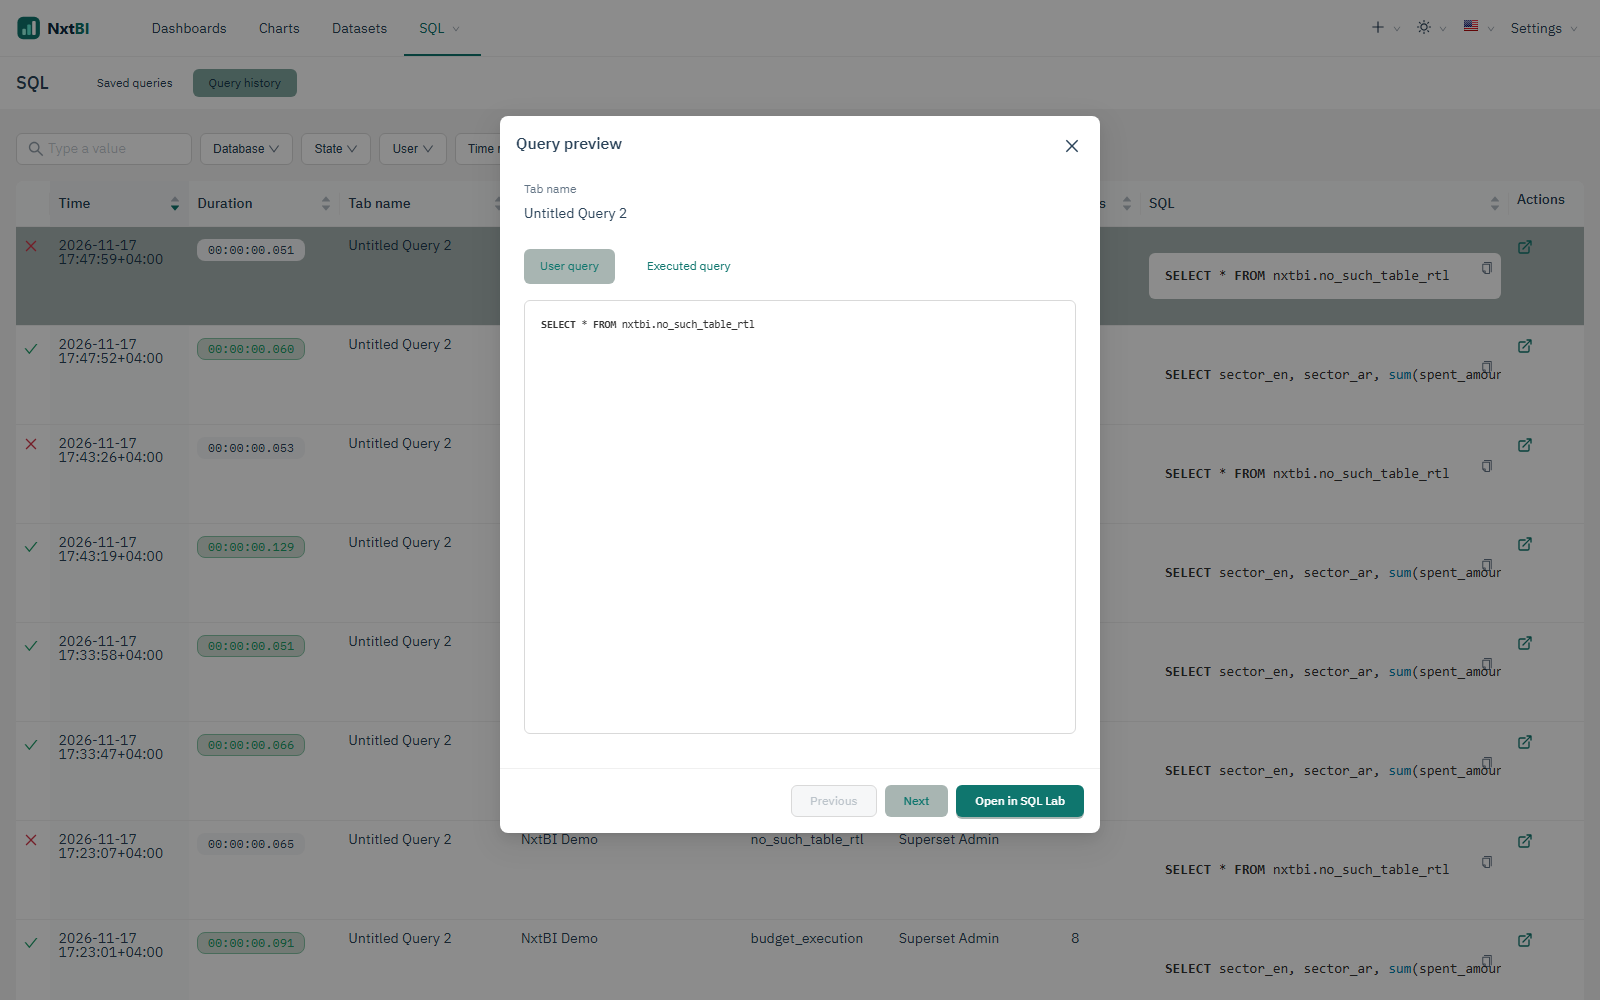 NxtBI
Dashboards
Charts
Datasets
SQL
Settings
SQL
Saved queries
Query history
Type a value
Database
State
User
Time
Time
Duration
Tab name
s
SQL
Actions
2026-11-17
17:47:59+04:00
00:00:00.051
Untitled Query 2
SELECT * FROM nxtbi.no_such_table_rtl
2026-11-17
17:47:52+04:00
00:00:00.060
Untitled Query 2
SELECT sector_en, sector_ar, sum(spent_amour
2026-11-17
17:43:26+04:00
00:00:00.053
Untitled Query 2
SELECT * FROM nxtbi.no_such_table_rtl
2026-11-17
17:43:19+04:00
00:00:00.129
Untitled Query 2
SELECT sector_en, sector_ar, sum(spent_amour
2026-11-17
17:33:58+04:00
00:00:00.051
Untitled Query 2
SELECT sector_en, sector_ar, sum(spent_amour
2026-11-17
17:33:47+04:00
00:00:00.066
Untitled Query 2
SELECT sector_en, sector_ar, sum(spent_amour
2026-11-17
17:23:07+04:00
00:00:00.065
Untitled Query 2
NxtBI Demo
no_such_table_rtl
Superset Admin
SELECT * FROM nxtbi.no_such_table_rtl
2026-11-17
17:23:01+04:00
00:00:00.091
Untitled Query 2
NxtBI Demo
budget_execution
Superset Admin
8
SELECT sector_en, sector_ar, sum(spent_amour
Query preview
Tab name
Untitled Query 2
User query
Executed query
SELECT * FROM nxtbi.no_such_table_rtl
Previous
Next
Open in SQL Lab